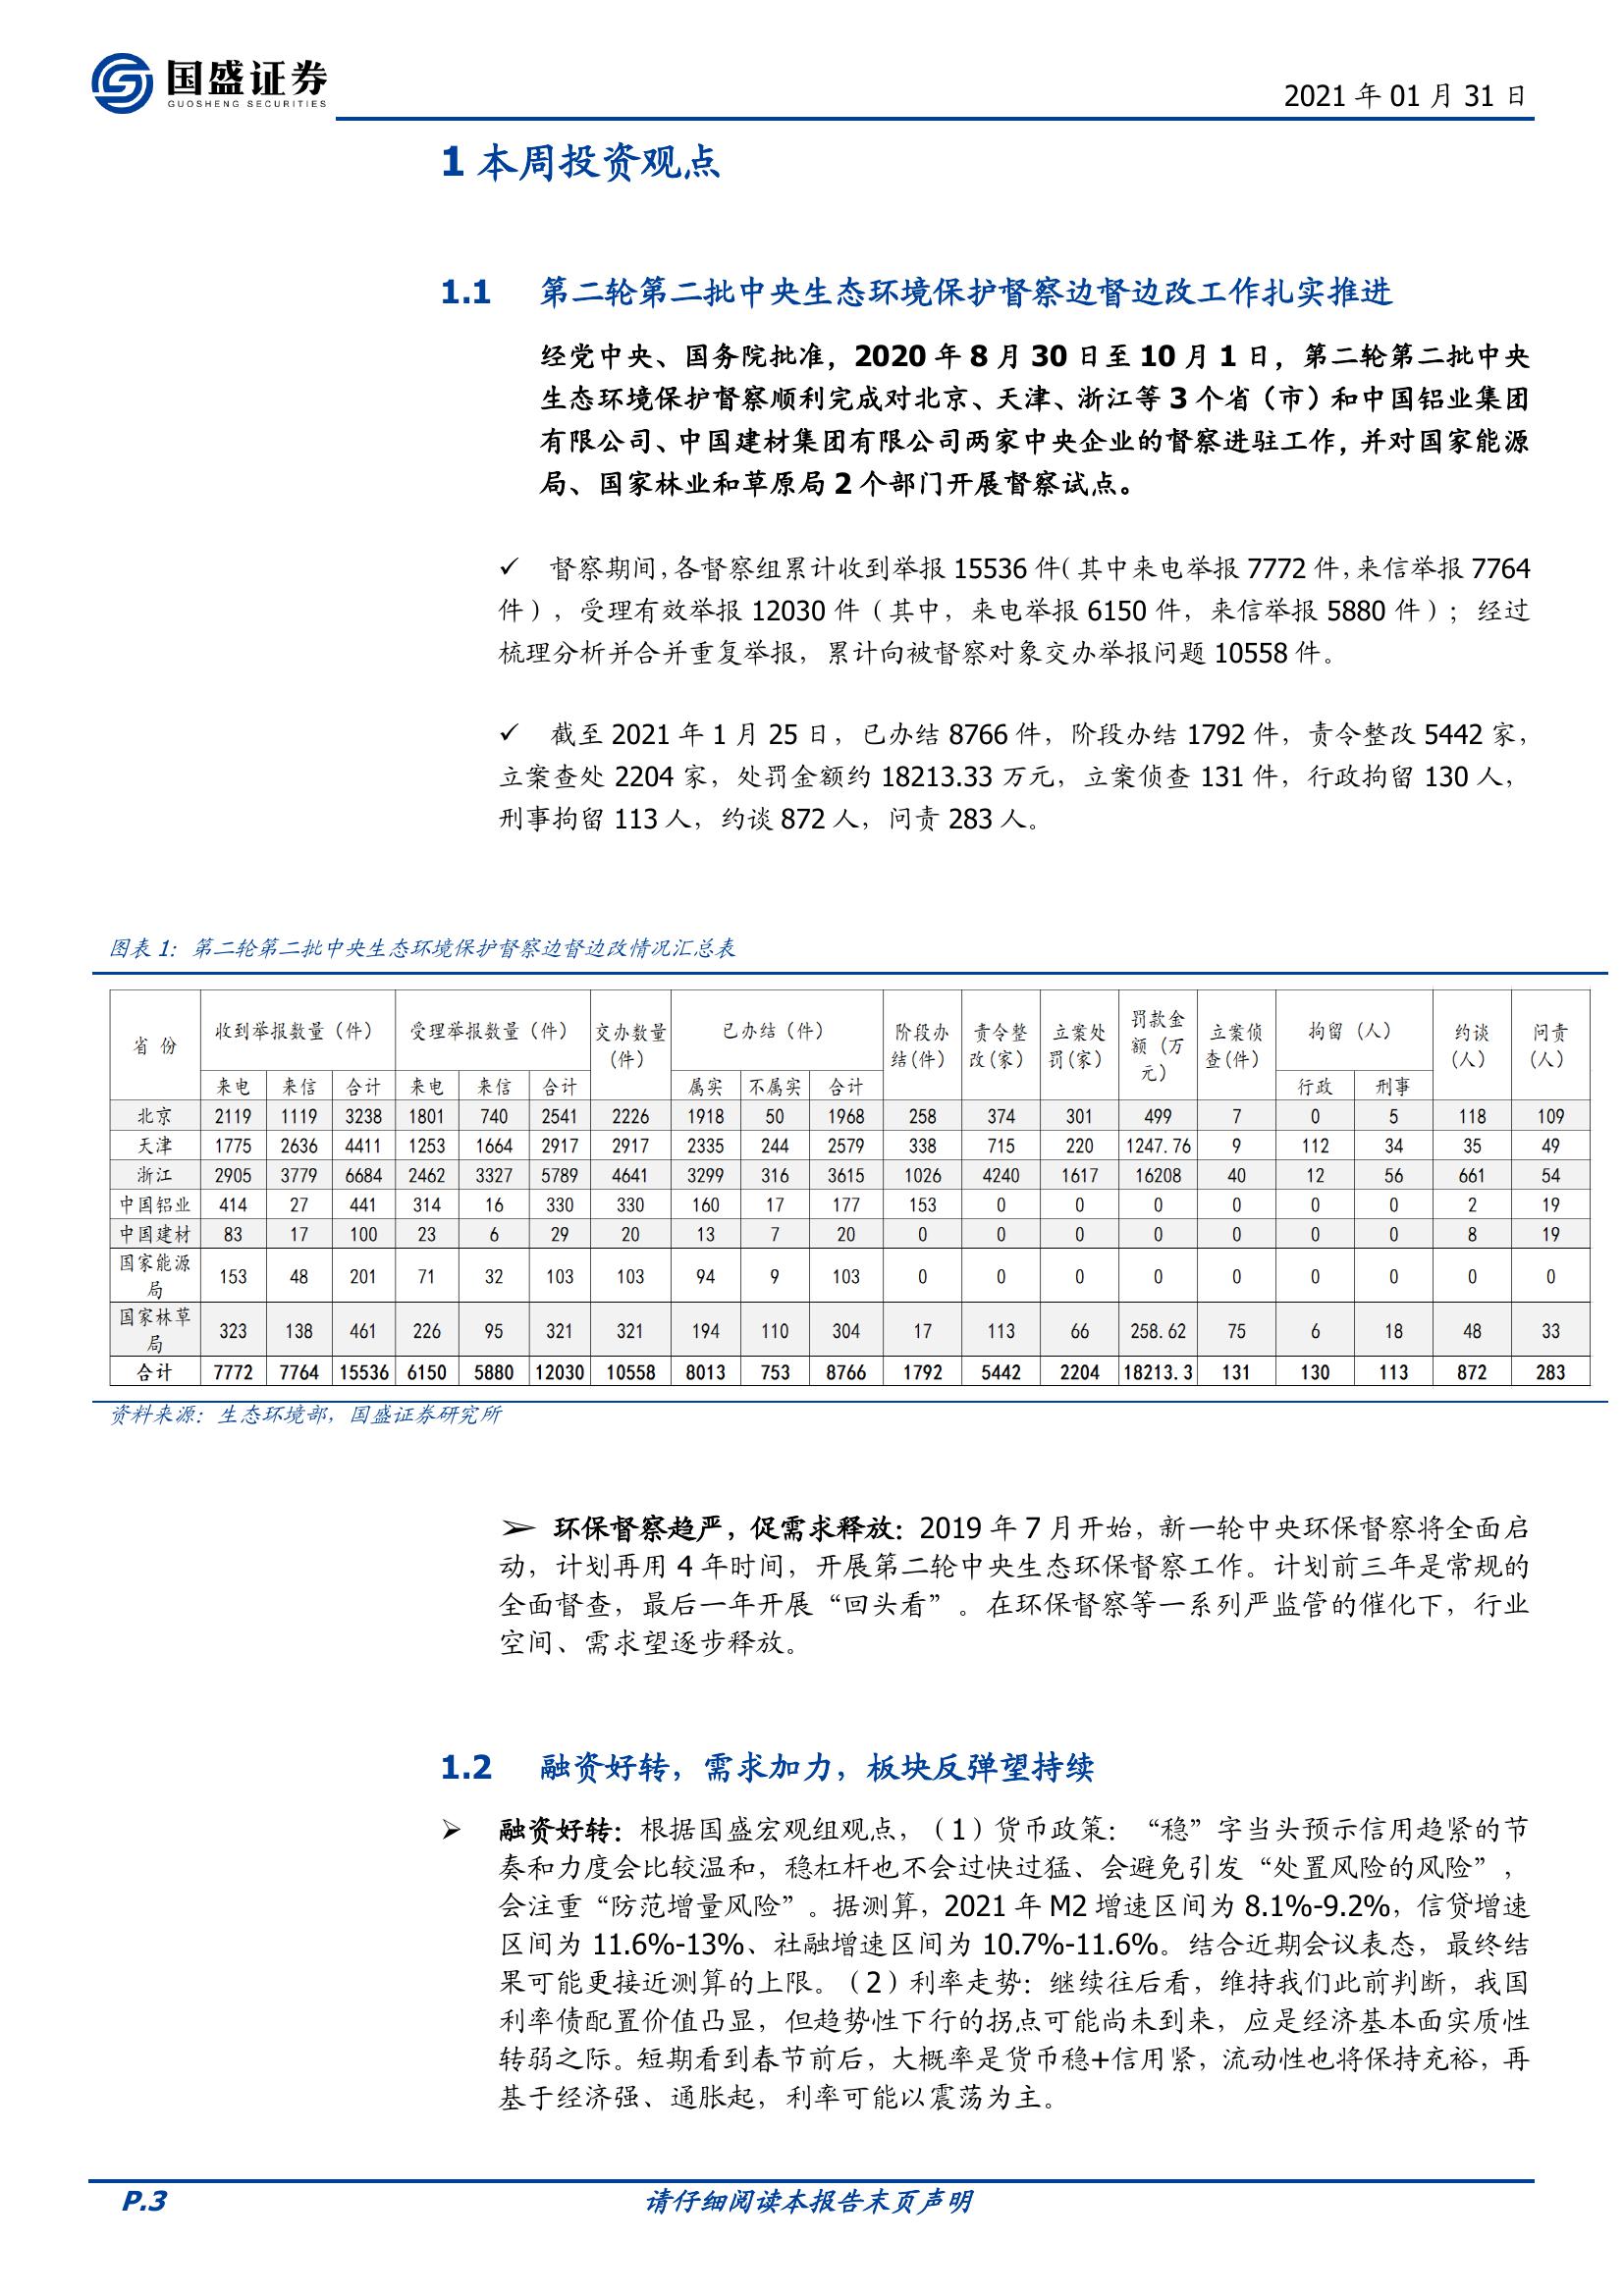 国盛证券
GUOSHENG SECURITIES
2021 年 01 月 31 日
1 本周投资观点
1.1 第二轮第二批中央生态环境保护督察边督边改工作扎实推进
经党中央、国务院批准，2020 年 8 月 30 日至 10 月 1 日，第二轮第二批中央
生态环境保护督察顺利完成对北京、天津、浙江等 3 个省（市）和中国铝业集团
有限公司、中国建材集团有限公司两家中央企业的督察进驻工作，并对国家能源
局、国家林业和草原局 2 个部门开展督察试点。
✓ 督察期间，各督察组累计收到举报 15536 件（其中来电举报 7772 件，来信举报 7764
件），受理有效举报 12030 件（其中，来电举报 6150 件，来信举报 5880 件）；经过
梳理分析并合并重复举报，累计向被督察对象交办举报问题 10558 件。
✓ 截至 2021 年 1 月 25 日，已办结 8766 件，阶段办结 1792 件，责令整改 5442 家，
立案查处 2204 家，处罚金额约 18213.33 万元，立案侦查 131 件，行政拘留 130 人，
刑事拘留 113 人，约谈 872 人，问责 283 人。
图表 1：第二轮第二批中央生态环境保护督察边督边改情况汇总表
省 份 收到举报数量（件） 受理举报数量（件） 交办数量（件） 已办结（件） 阶段办结(件) 责令整改(家) 立案处罚(家) 罚款金额（万元） 立案侦查(件) 拘留（人） 约谈（人） 问责（人）
来电 来信 合计 来电 来信 合计 属实 不属实 合计 行政 刑事
北京 2119 1119 3238 1801 740 2541 2226 1918 50 1968 258 374 301 499 7 0 5 118 109
天津 1775 2636 4411 1253 1664 2917 2917 2335 244 2579 338 715 220 1247.76 9 112 34 35 49
浙江 2905 3779 6684 2462 3327 5789 4641 3299 316 3615 1026 4240 1617 16208 40 12 56 661 54
中国铝业 414 27 441 314 16 330 330 160 17 177 153 0 0 0 0 0 0 2 19
中国建材 83 17 100 23 6 29 20 13 7 20 0 0 0 0 0 0 0 8 19
国家能源局 153 48 201 71 32 103 103 94 9 103 0 0 0 0 0 0 0 0 0
国家林草局 323 138 461 226 95 321 321 194 110 304 17 113 66 258.62 75 6 18 48 33
合计 7772 7764 15536 6150 5880 12030 10558 8013 753 8766 1792 5442 2204 18213.3 131 130 113 872 283
资料来源：生态环境部，国盛证券研究所
➢ 环保督察趋严，促需求释放：2019 年 7 月开始，新一轮中央环保督察将全面启
动，计划再用 4 年时间，开展第二轮中央生态环保督察工作。计划前三年是常规的
全面督查，最后一年开展“回头看”。在环保督察等一系列严监管的催化下，行业
空间、需求望逐步释放。
1.2 融资好转，需求加力，板块反弹望持续
➢ 融资好转：根据国盛宏观组观点，（1）货币政策：“稳”字当头预示信用趋紧的节
奏和力度会比较温和，稳杠杆也不会过快过猛、会避免引发“处置风险的风险”，
会注重“防范增量风险”。据测算，2021 年 M2 增速区间为 8.1%-9.2%，信贷增速
区间为 11.6%-13%、社融增速区间为 10.7%-11.6%。结合近期会议表态，最终结
果可能更接近测算的上限。（2）利率走势：继续往后看，维持我们此前判断，我国
利率债配置价值凸显，但趋势性下行的拐点可能尚未到来，应是经济基本面实质性
转弱之际。短期看到春节前后，大概率是货币稳+信用紧，流动性也将保持充裕，再
基于经济强、通胀起，利率可能以震荡为主。
P.3 请仔细阅读本报告末页声明